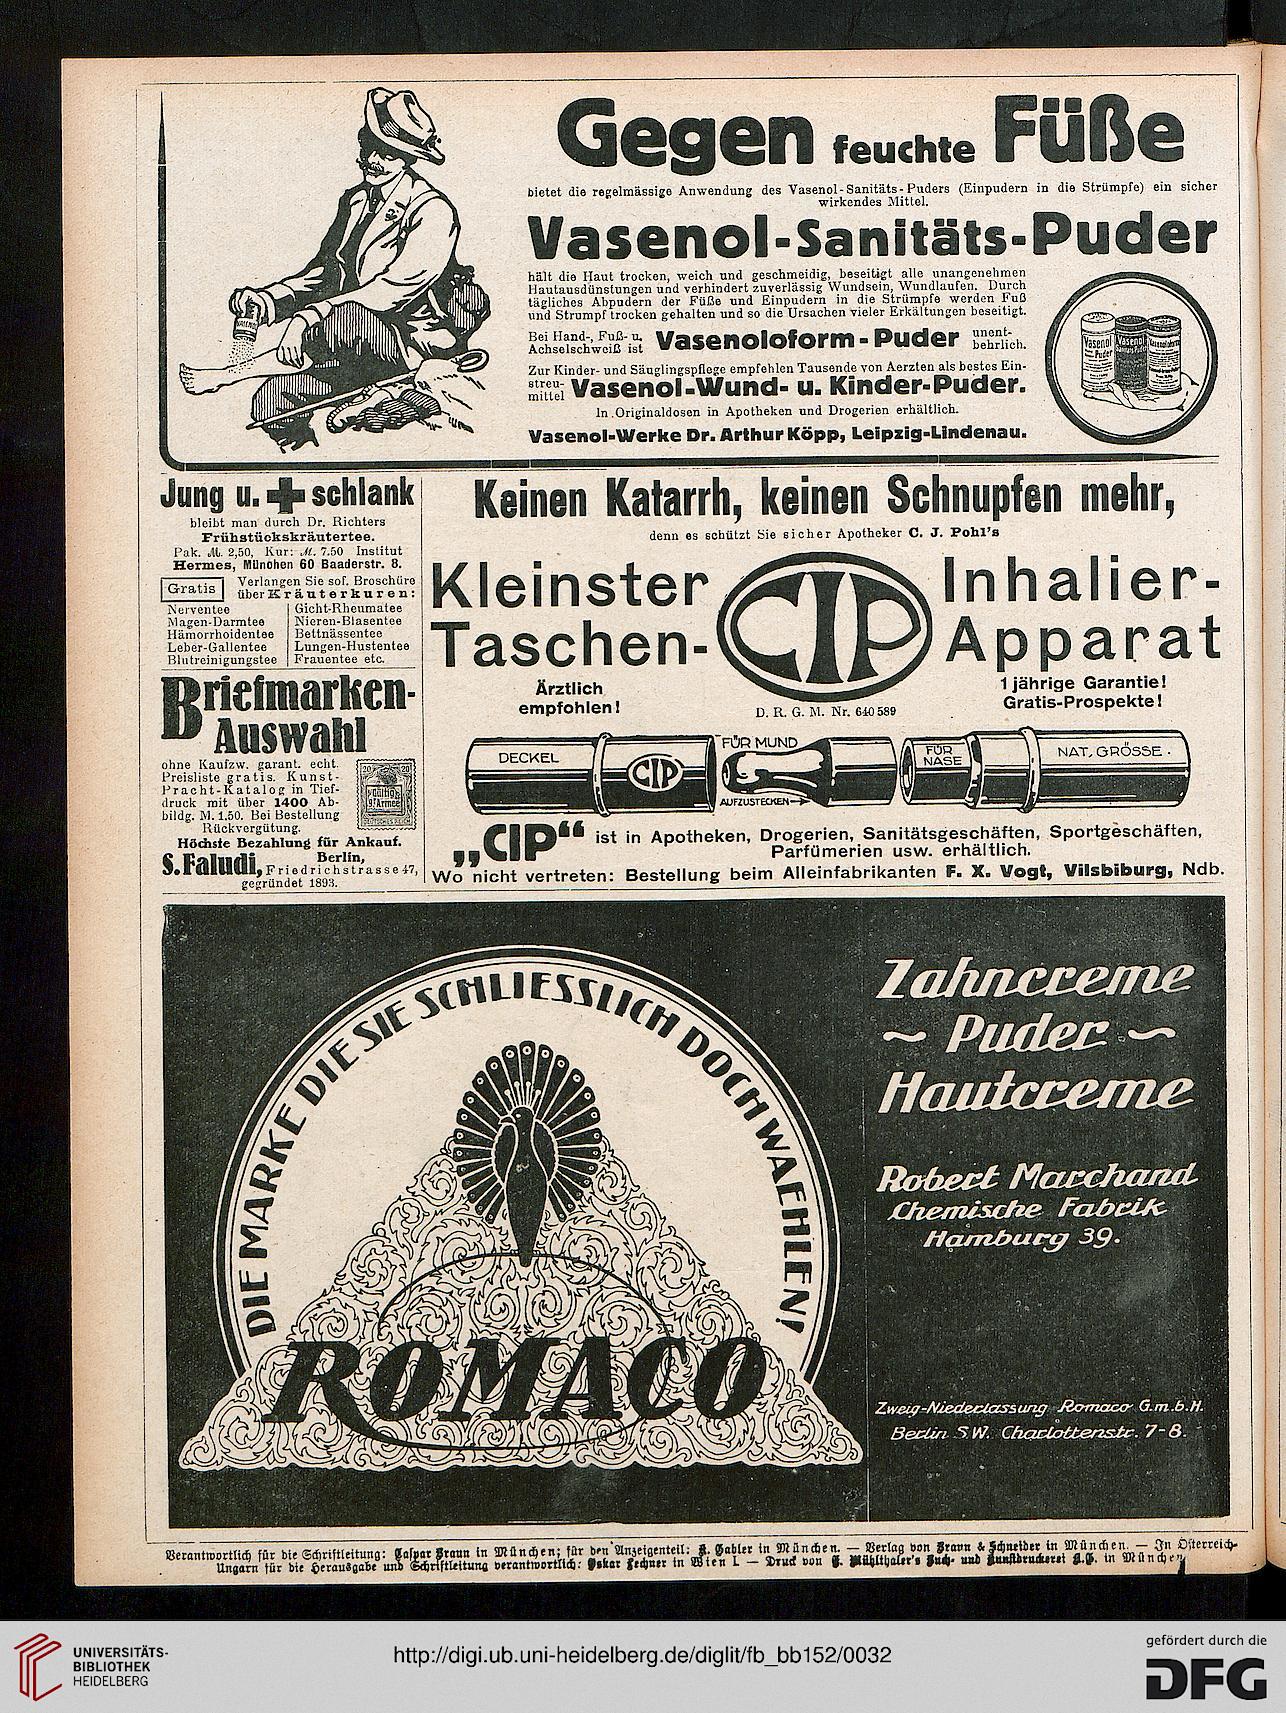 Gegen feuchte Füße
bietet die regelmässige Anwendung des Vasenol-Sanitäts-Puders (Einpudern in die Strümpfe) ein sicher
wirkendes Mittel.
Vasenol-Sanitäts-Puder
hält die Haut trocken, weich und geschmeidig, beseitigt alle unangenehmen
Hautausdünstungen und verhindert zuverlässig Wundsein, Wundlaufen. Durch
tägliches Abpudern der Füße und Einpudern in die Strümpfe werden Fuß
und Strumpf trocken gehalten und so die Ursachen vieler Erkältungen beseitigt.
Bei Hand-, Fuß- u. Achselschweiß ist Vasenoloform-Puder unent-behrlich.
Zur Kinder- und Säuglingspflege empfehlen Tausende von Aerzten als bestes Ein-
streu-mittel Vasenol-Wund- u. Kinder-Puder.
In Originaldosen in Apotheken und Drogerien erhältlich.
Vasenol-Werke Dr. Arthur Köpp, Leipzig-Lindenau.
Jung u. schlank
bleibt man durch Dr. Richters
Frühstückskräutertee.
Pak. M. 2,50, Kur: M. 7.50 Institut
Hermes, München 60 Baaderstr. 8.
Gratis
Verlangen Sie sof. Broschüre
über Kräuterkuren:
Nerventee
Magen-Darmtee
Hämorrhoidentee
Leber-Gallentee
Blutreinigungstee
Gicht-Rheumatee
Nieren-Blasentee
Bettnässentee
Lungen-Hustentee
Frauentee etc.
Briefmarken-
Auswahl
ohne Kaufzw. garant. echt.
Preisliste gratis. Kunst-
Pracht-Katalog in Tief-
druck mit über 1400 Ab-
bildg. M. 1.50. Bei Bestellung
Rückvergütung.
Höchste Bezahlung für Ankauf.
S. Faludi, Berlin,
Friedrichstrasse 47,
gegründet 1893.
Keinen Katarrh, keinen Schnupfen mehr,
denn es schützt Sie sicher Apotheker C. J. Pohl's
Kleinster
Taschen-
CIP
Inhalier-
Apparat
Ärztlich
empfohlen!
D. R. G. M. Nr. 640 589
1 jährige Garantie!
Gratis-Prospekte!
DECKEL
CIP
FÜR MUND
AUFZUSTECKEN
FÜR
NASE
NAT. GRÖSSE.
„CIP“ ist in Apotheken, Drogerien, Sanitätsgeschäften, Sportgeschäften,
Parfümerien usw. erhältlich.
Wo nicht vertreten: Bestellung beim Alleinfabrikanten F. X. Vogt, Vilsbiburg, Ndb.
DIE MARKE DIE SIE SCHLIESSLICH DOCH WAEHLEN!
ROMACO
Zahncreme
~ Puder ~
Hautcreme
Robert Marchand
Chemische Fabrik
Hamburg 39.
Zweig-Niederlassung Romaco G.m.b.H.
Berlin SW. Charlottenstr. 7-8.
Verantwortlich für die Schriftleitung: Caspar Braun in München; für den Anzeigenteil: A. Gabler in München. — Verlag von Braun & Schneider in München. — In Österreich-
Ungarn für die Herausgabe und Schriftleitung verantwortlich: Oskar Lechner in Wien I. — Druck von E. Mühlthaler's Buch- und Kunstdruckerei A.G. in München
UNIVERSITÄTS-
BIBLIOTHEK
HEIDELBERG
http://digi.ub.uni-heidelberg.de/diglit/fb_bb152/0032
gefördert durch die
DFG